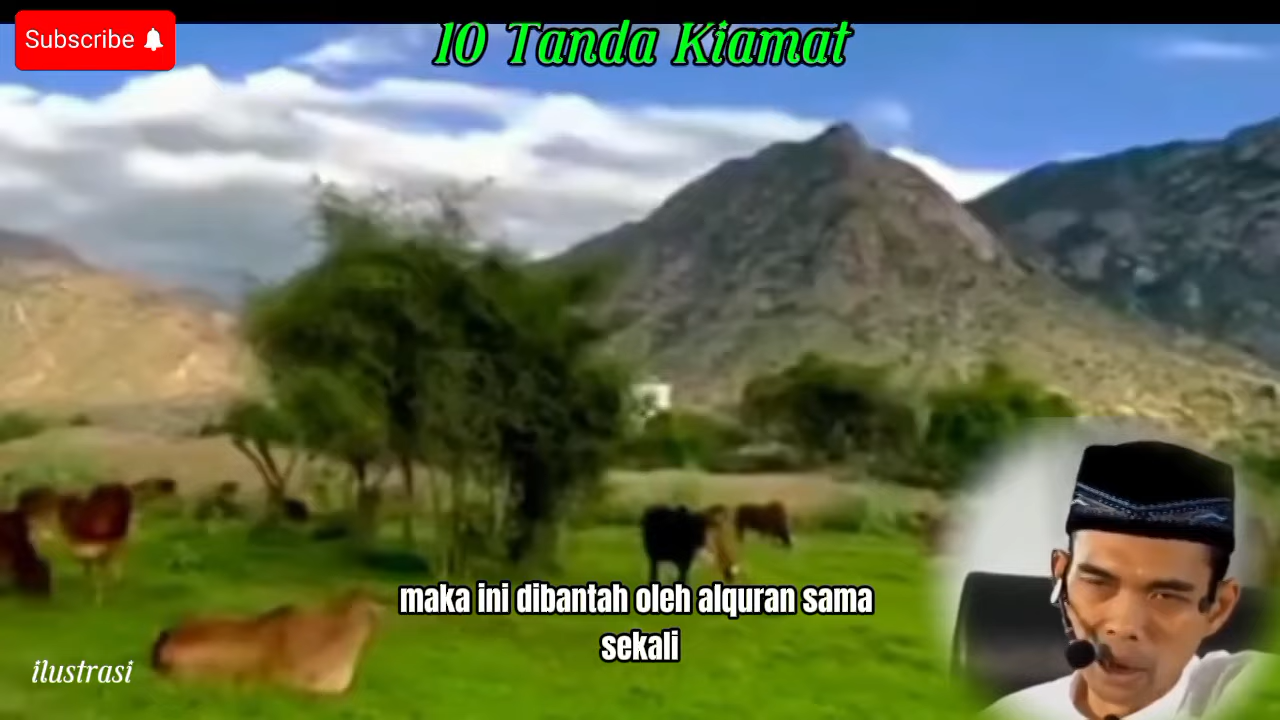 Subscribe
10 Tanda Kiamat
maka ini dibantah oleh alquran sama
sekali
ilustrasi